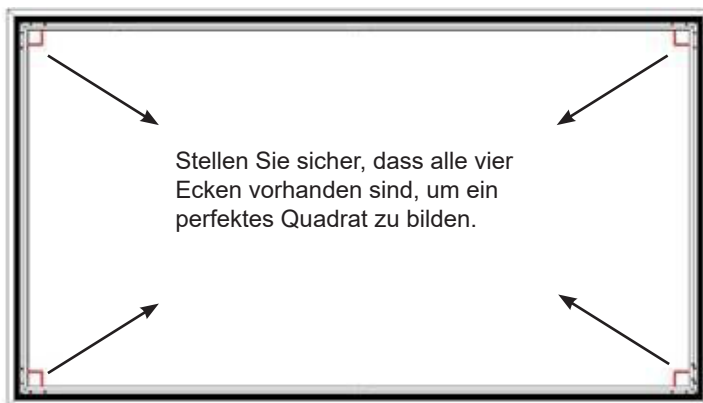 Stellen Sie sicher, dass alle vier
Ecken vorhanden sind, um ein
perfektes Quadrat zu bilden.